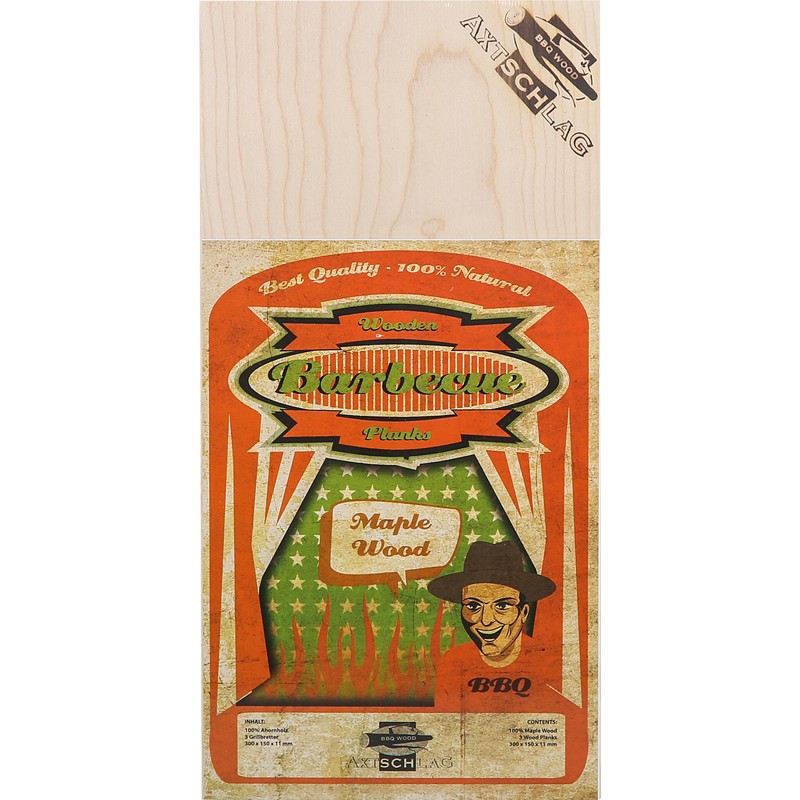 BBQ WOOD
AXTSCHLAG
Best Quality - 100% Natural
Wooden
Barbecue
Planks
Maple
Wood
BBQ
INHALT:
100% Ahornholz
3 Grillbretter
300 x 150 x 11 mm
BBQ WOOD
AXTSCHLAG
CONTENTS:
100% Maple Wood
3 Wood Planks
300 x 150 x 11 mm